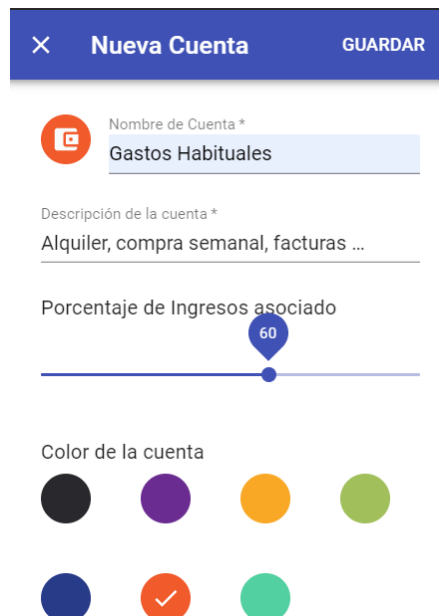 Nueva Cuenta GUARDAR
Nombre de Cuenta *
Gastos Habituales
Descripción de la cuenta *
Alquiler, compra semanal, facturas ...
Porcentaje de Ingresos asociado
60
Color de la cuenta